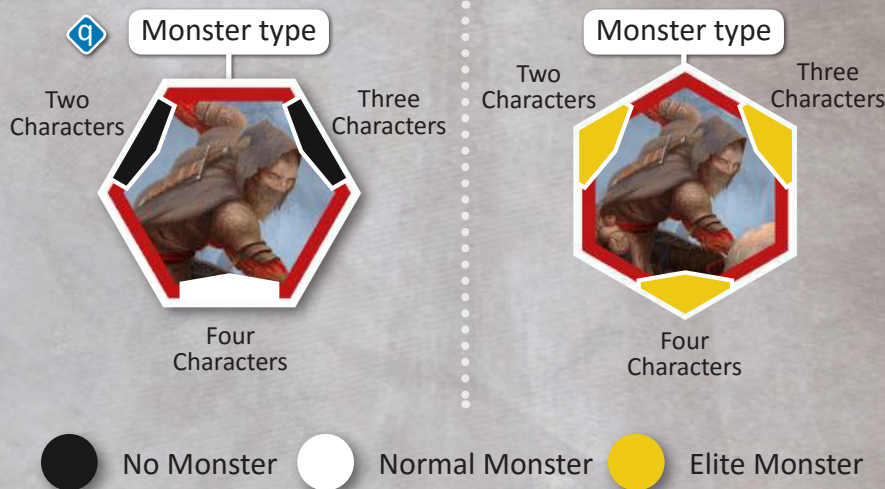 q
Monster type
Two
Characters
Three
Characters
Four
Characters
Monster type
Two
Characters
Three
Characters
Four
Characters
No Monster
Normal Monster
Elite Monster